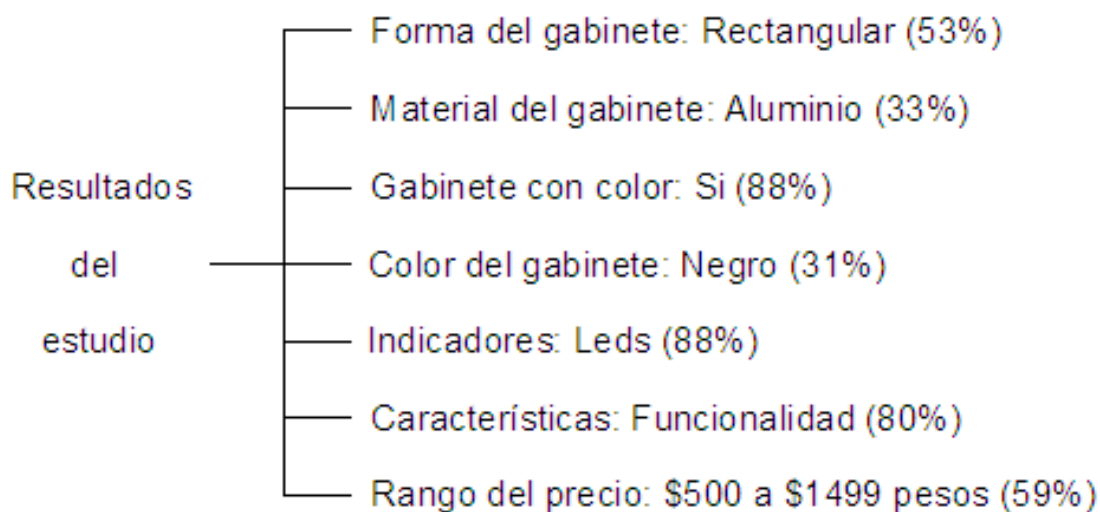 Resultados
del
estudio
Forma del gabinete: Rectangular (53%)
Material del gabinete: Aluminio (33%)
Gabinete con color: Si (88%)
Color del gabinete: Negro (31%)
Indicadores: Leds (88%)
Características: Funcionalidad (80%)
Rango del precio: $500 a $1499 pesos (59%)